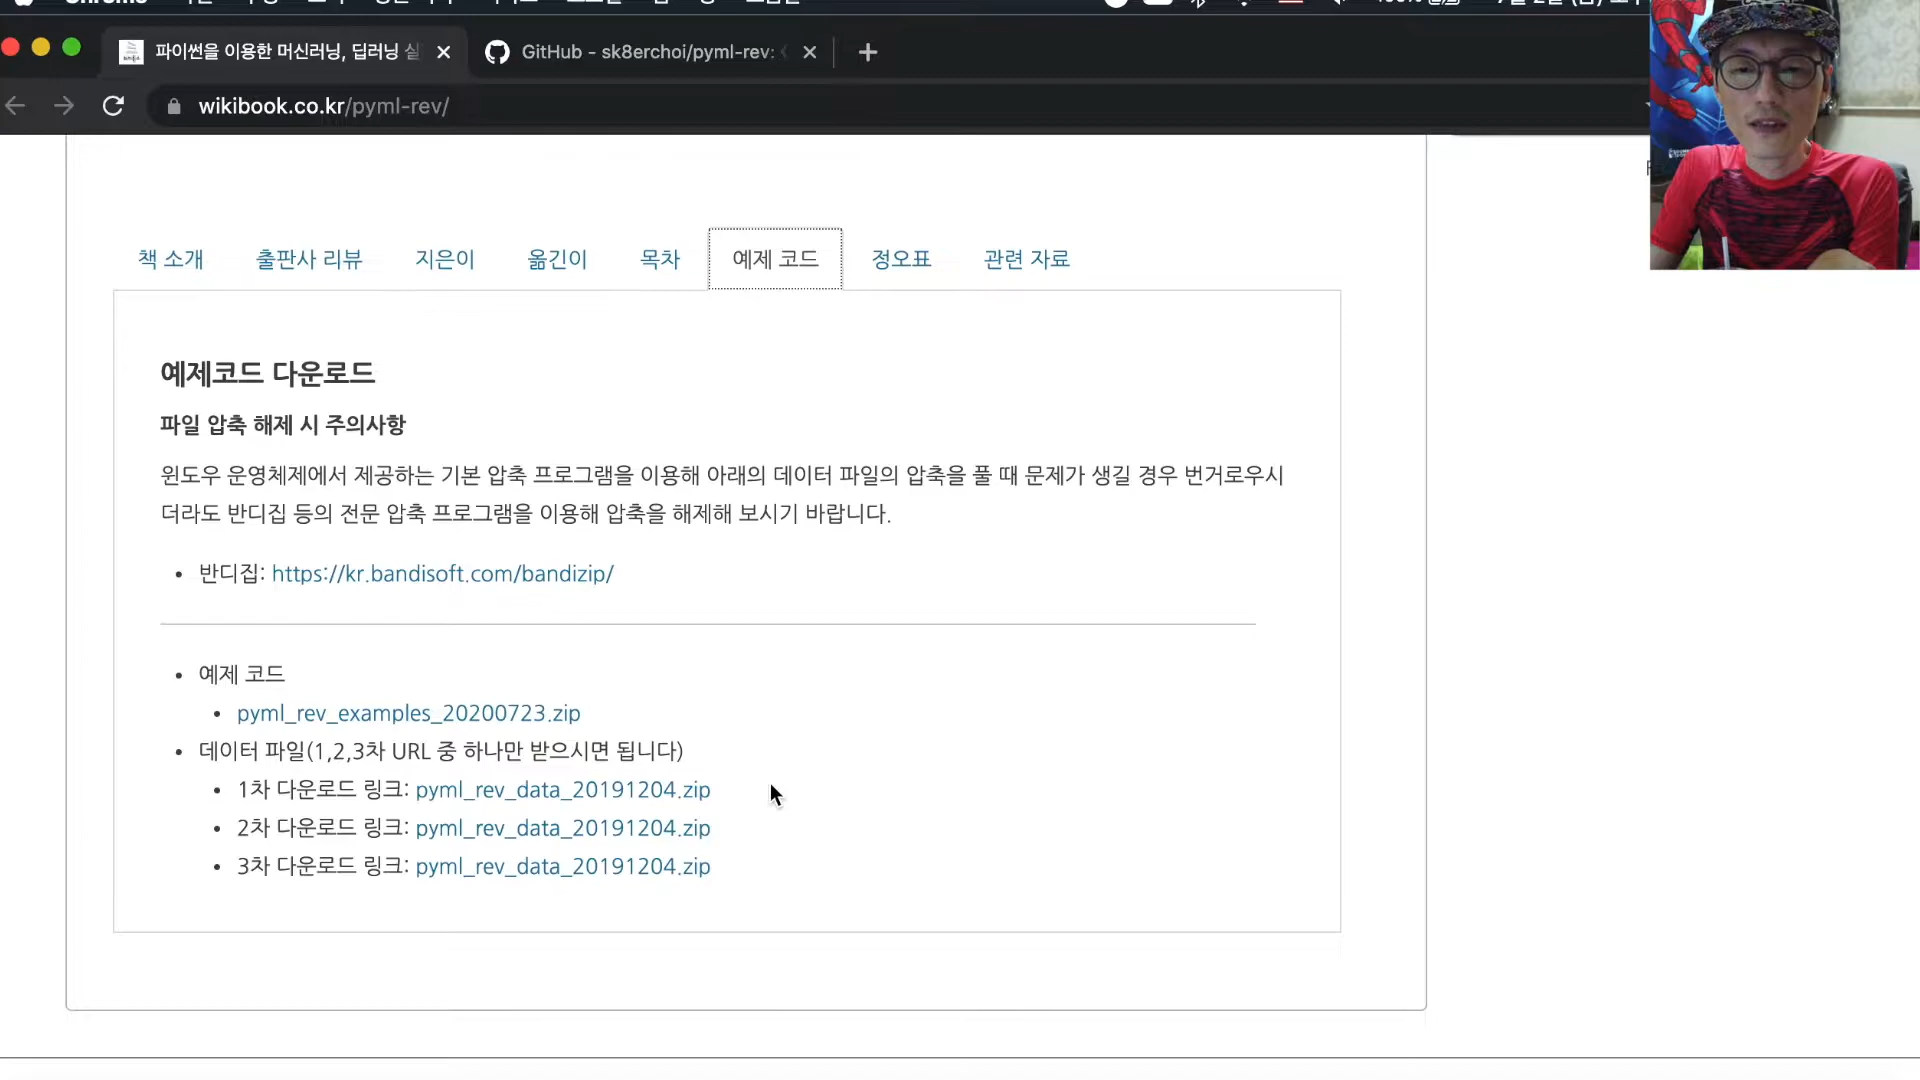 Chrome
파이썬을 이용한 머신러닝, 딥러닝 실
GitHub - sk8erchoi/pyml-rev:
wikibook.co.kr/pyml-rev/
책 소개 출판사 리뷰 지은이 옮긴이 목차 예제 코드 정오표 관련 자료
예제코드 다운로드
파일 압축 해제 시 주의사항
윈도우 운영체제에서 제공하는 기본 압축 프로그램을 이용해 아래의 데이터 파일의 압축을 풀 때 문제가 생길 경우 번거로우시
더라도 반디집 등의 전문 압축 프로그램을 이용해 압축을 해제해 보시기 바랍니다.
• 반디집: https://kr.bandisoft.com/bandizip/
• 예제 코드
• pyml_rev_examples_20200723.zip
• 데이터 파일(1,2,3차 URL 중 하나만 받으시면 됩니다)
• 1차 다운로드 링크: pyml_rev_data_20191204.zip
• 2차 다운로드 링크: pyml_rev_data_20191204.zip
• 3차 다운로드 링크: pyml_rev_data_20191204.zip